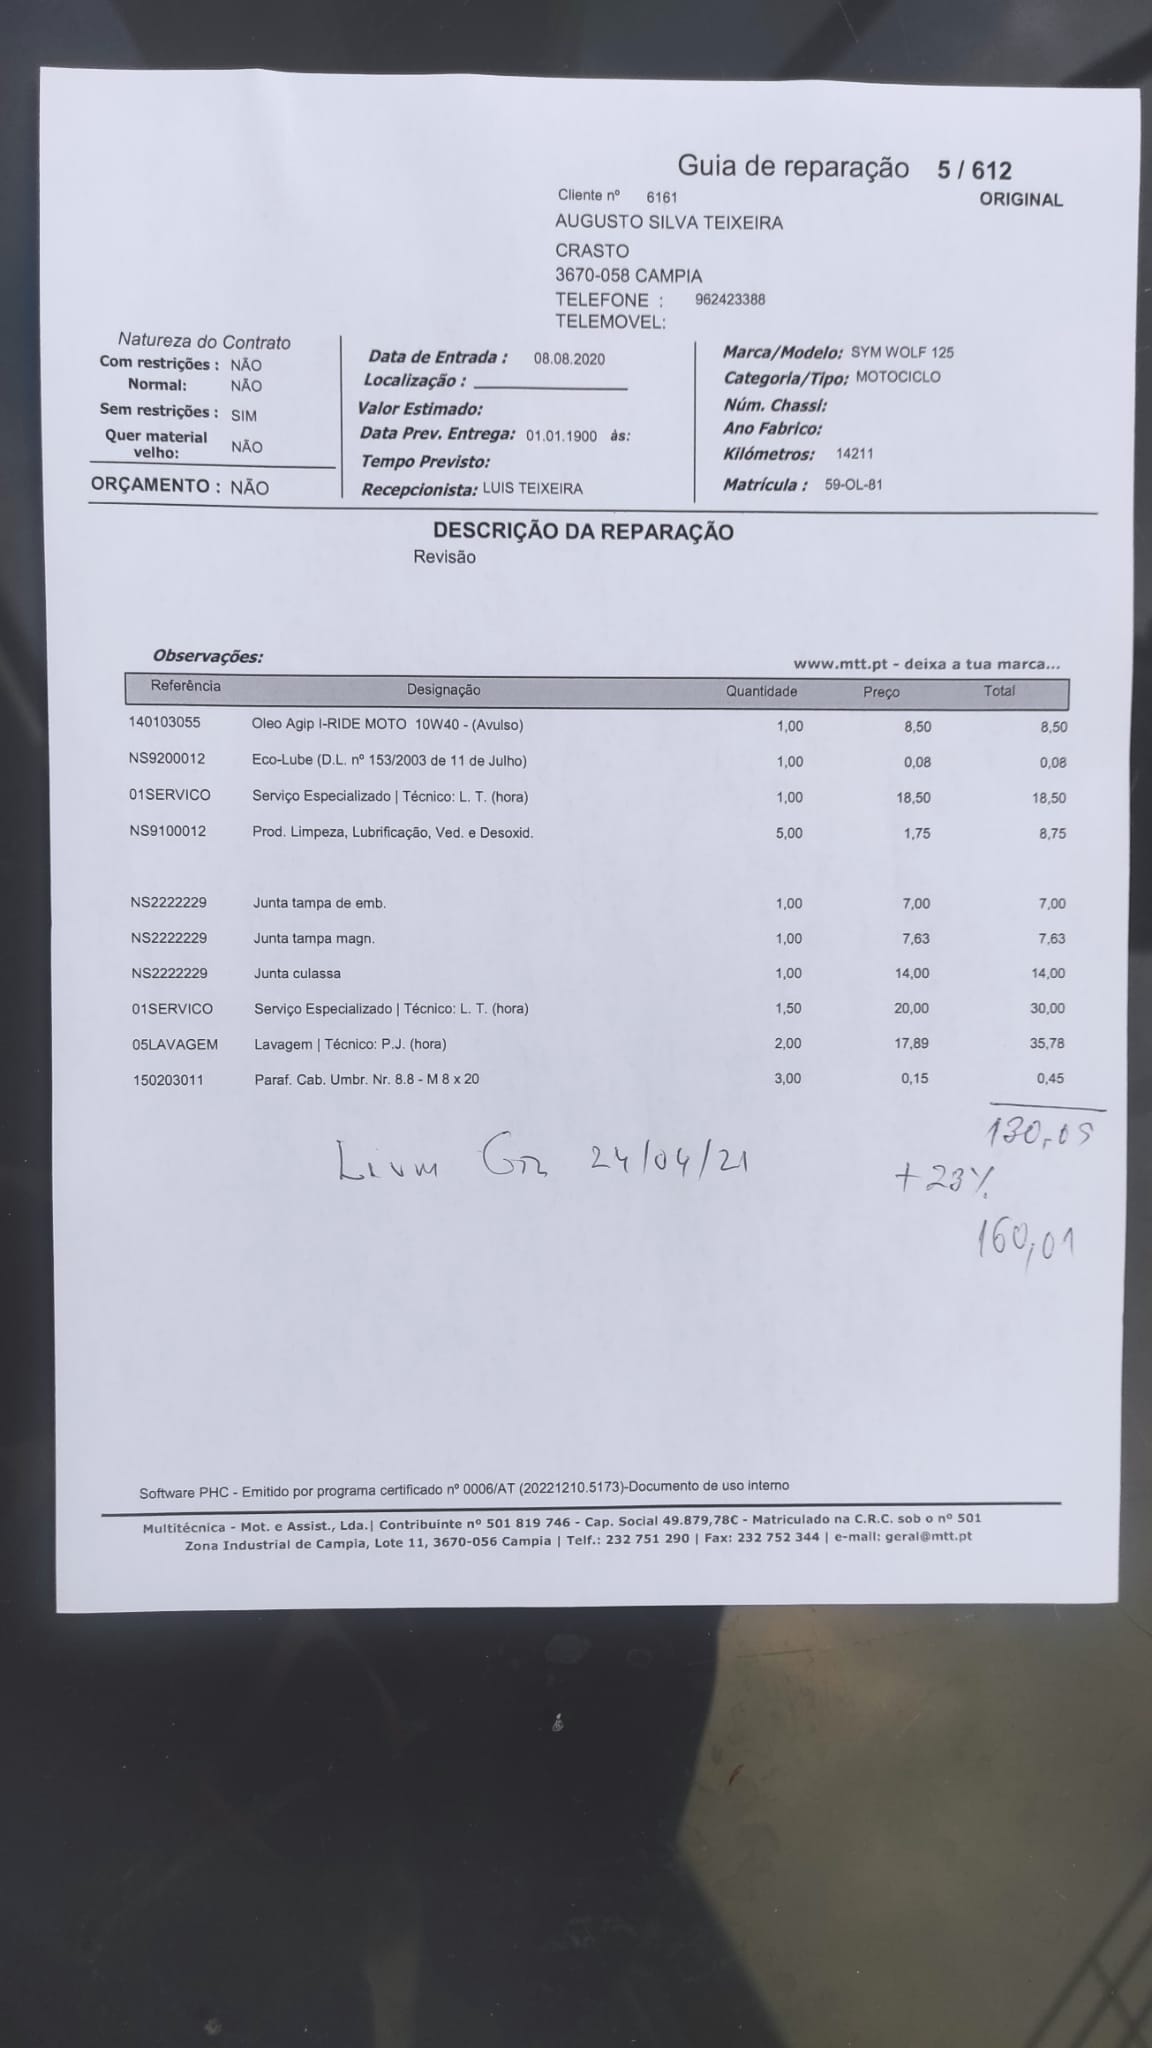 Guia de reparação 5 / 612
ORIGINAL
Cliente nº 6161
AUGUSTO SILVA TEIXEIRA
CRASTO
3670-058 CAMPIA
TELEFONE : 962423388
TELEMOVEL:
Natureza do Contrato
Com restrições : NÃO
Normal: NÃO
Sem restrições : SIM
Quer material velho: NÃO
ORÇAMENTO : NÃO
Data de Entrada : 08.08.2020
Localização :
Valor Estimado:
Data Prev. Entrega: 01.01.1900 às:
Tempo Previsto:
Recepcionista: LUIS TEIXEIRA
Marca/Modelo: SYM WOLF 125
Categoria/Tipo: MOTOCICLO
Núm. Chassi:
Ano Fabrico:
Kilómetros: 14211
Matrícula : 59-OL-81
DESCRIÇÃO DA REPARAÇÃO
Revisão
Observações:
www.mtt.pt - deixa a tua marca...
Referência Designação Quantidade Preço Total
140103055 Oleo Agip I-RIDE MOTO 10W40 - (Avulso) 1,00 8,50 8,50
NS9200012 Eco-Lube (D.L. nº 153/2003 de 11 de Julho) 1,00 0,08 0,08
01SERVICO Serviço Especializado | Técnico: L. T. (hora) 1,00 18,50 18,50
NS9100012 Prod. Limpeza, Lubrificação, Ved. e Desoxid. 5,00 1,75 8,75
NS2222229 Junta tampa de emb. 1,00 7,00 7,00
NS2222229 Junta tampa magn. 1,00 7,63 7,63
NS2222229 Junta culassa 1,00 14,00 14,00
01SERVICO Serviço Especializado | Técnico: L. T. (hora) 1,50 20,00 30,00
05LAVAGEM Lavagem | Técnico: P.J. (hora) 2,00 17,89 35,78
150203011 Paraf. Cab. Umbr. Nr. 8.8 - M 8 x 20 3,00 0,15 0,45
130,09
24/04/21
+23%
160,01
Software PHC - Emitido por programa certificado nº 0006/AT (20221210.5173)-Documento de uso interno
Multitécnica - Mot. e Assist., Lda.| Contribuinte nº 501 819 746 - Cap. Social 49.879,78€ - Matriculado na C.R.C. sob o nº 501
Zona Industrial de Campia, Lote 11, 3670-056 Campia | Telf.: 232 751 290 | Fax: 232 752 344 | e-mail: geral@mtt.pt